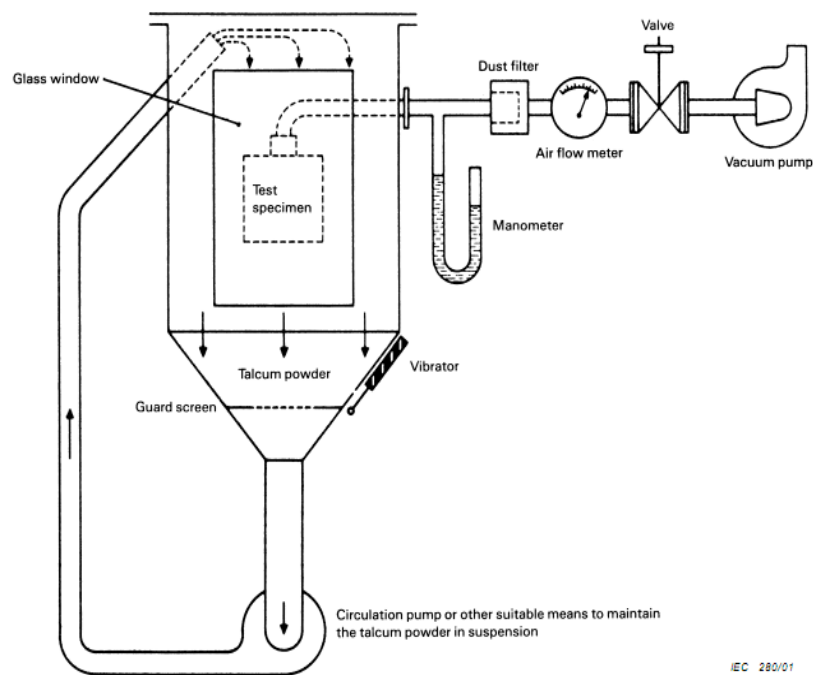 Valve
Dust filter
Glass window
Air flow meter
Vacuum pump
Test
specimen
Manometer
Talcum powder
Vibrator
Guard screen
Circulation pump or other suitable means to maintain
the talcum powder in suspension
IEC 280/01